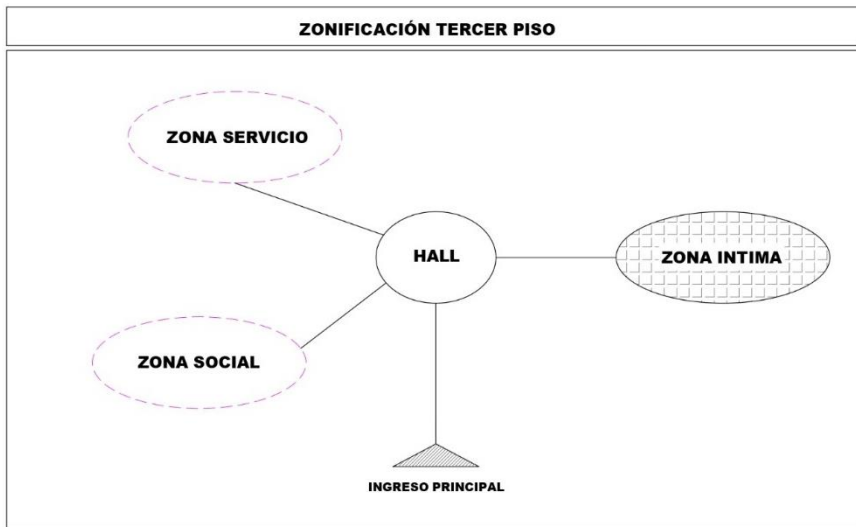 ZONIFICACIÓN TERCER PISO
ZONA SERVICIO
HALL
ZONA INTIMA
ZONA SOCIAL
INGRESO PRINCIPAL